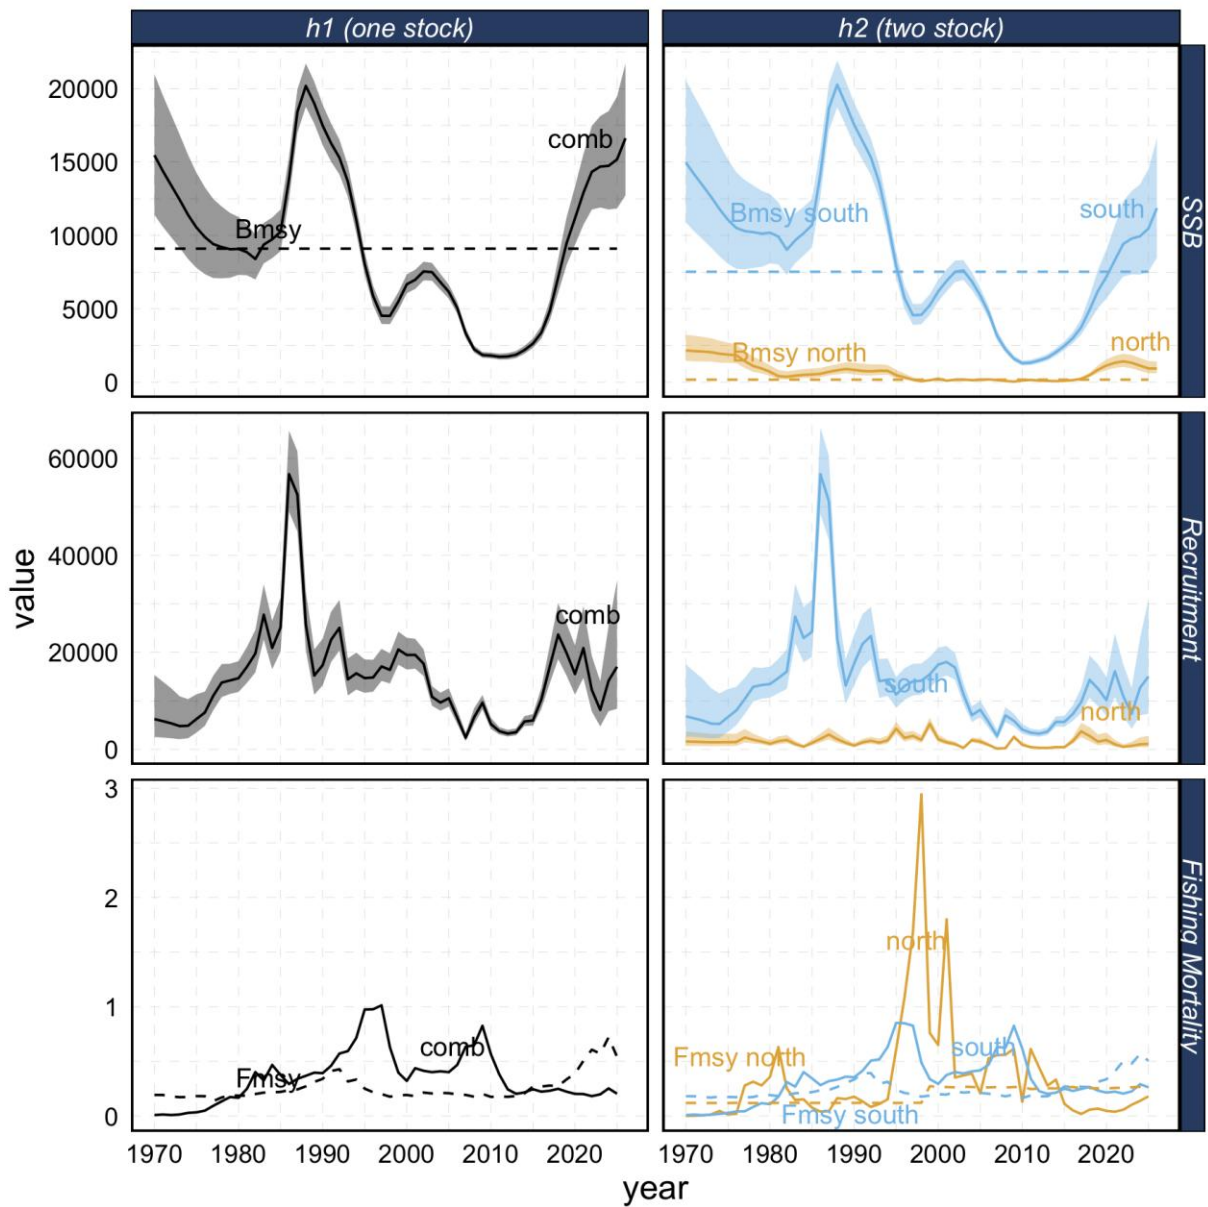 h1 (one stock)
h2 (two stock)
20000
15000
10000
5000
0
comb
Bmsy
Bmsy south
south
Bmsy north
north
SSB
60000
40000
20000
0
comb
south
north
Recruitment
value
3
2
1
0
comb
Fmsy
north
Fmsy north
south
Fmsy south
Fishing Mortality
1970 1980 1990 2000 2010 2020
1970 1980 1990 2000 2010 2020
year